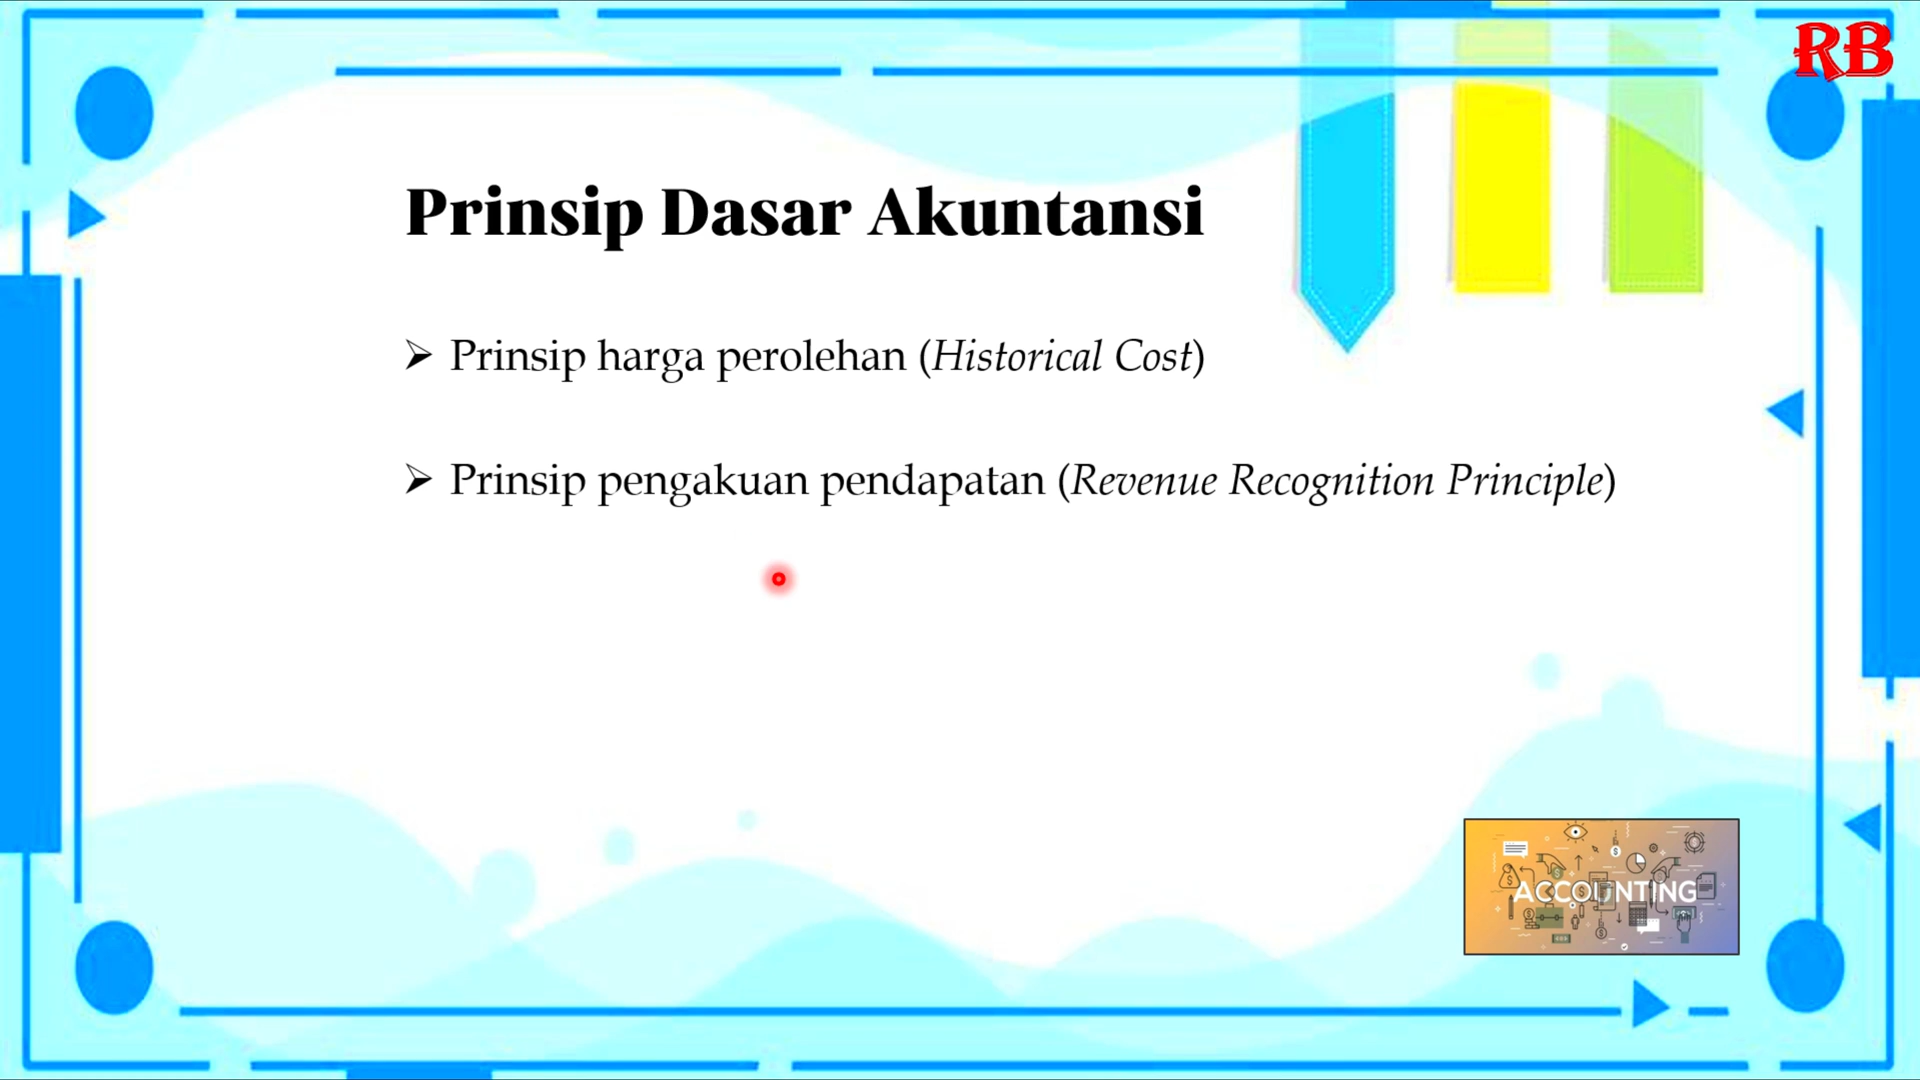 RB
Prinsip Dasar Akuntansi
➢ Prinsip harga perolehan (Historical Cost)
➢ Prinsip pengakuan pendapatan (Revenue Recognition Principle)
ACCOUNTING